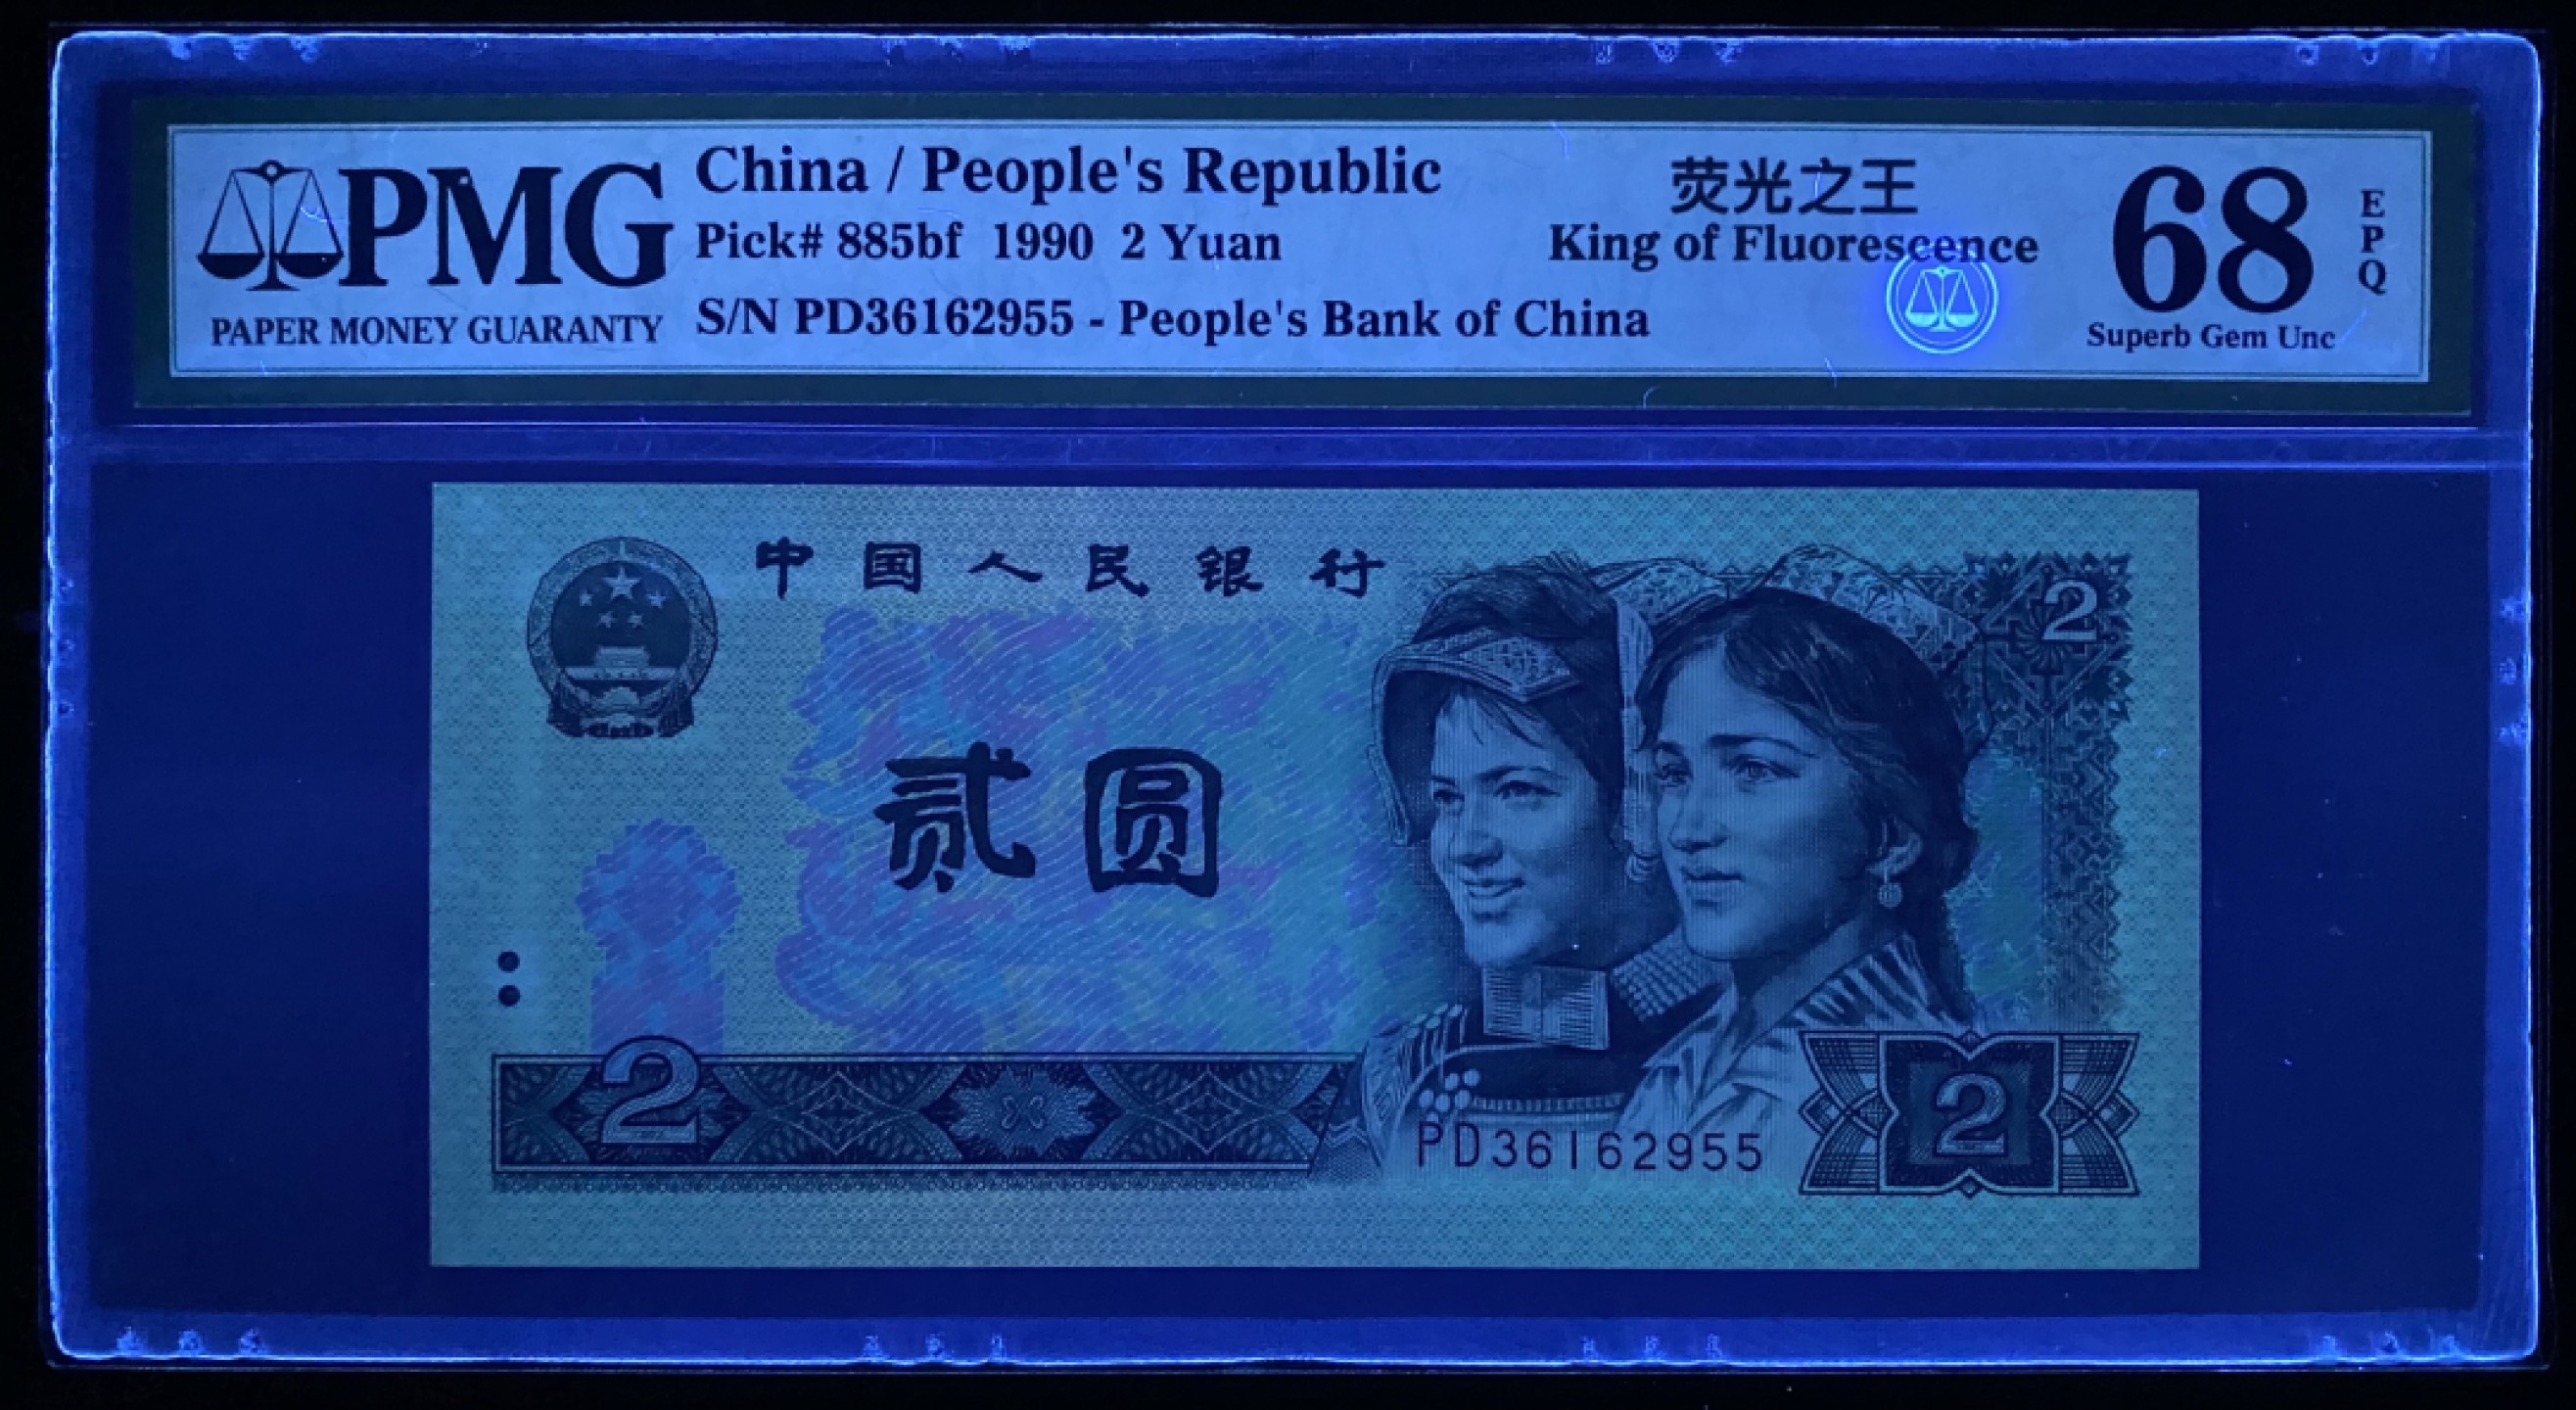 PMG
PAPER MONEY GUARANTY
China / People's Republic
Pick# 885bf 1990 2 Yuan
S/N PD36162955 - People's Bank of China
荧光之王
King of Fluorescence
68
EPQ
Superb Gem Unc
中国人民银行
2
贰圆
2
PD36162955
2